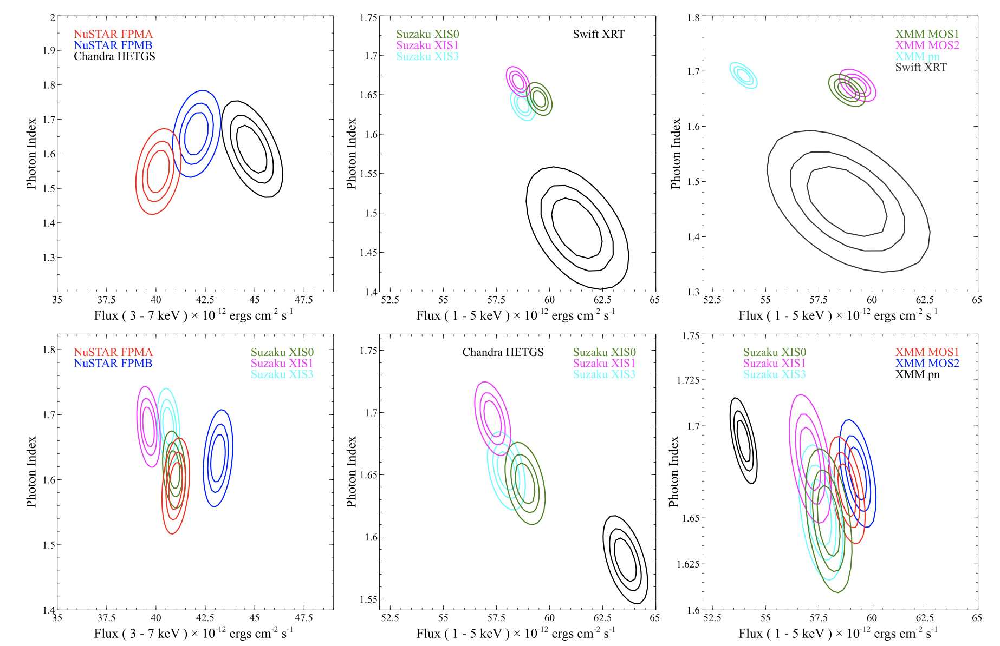 2
1.9
1.8
1.7
1.6
1.5
1.4
1.3
35
37.5
40
42.5
45
47.5
Photon Index
Flux ( 3 - 7 keV ) × 10-12 ergs cm-2 s-1
NuSTAR FPMA
NuSTAR FPMB
Chandra HETGS
1.75
1.7
1.65
1.6
1.55
1.5
1.45
1.4
52.5
55
57.5
60
62.5
65
Photon Index
Flux ( 1 - 5 keV ) × 10-12 ergs cm-2 s-1
Suzaku XIS0
Suzaku XIS1
Suzaku XIS3
Swift XRT
1.8
1.7
1.6
1.5
1.4
1.3
52.5
55
57.5
60
62.5
65
Photon Index
Flux ( 1 - 5 keV ) × 10-12 ergs cm-2 s-1
XMM MOS1
XMM MOS2
XMM pn
Swift XRT
1.8
1.7
1.6
1.5
1.4
35
37.5
40
42.5
45
47.5
Photon Index
Flux ( 3 - 7 keV ) × 10-12 ergs cm-2 s-1
NuSTAR FPMA
NuSTAR FPMB
Suzaku XIS0
Suzaku XIS1
Suzaku XIS3
1.75
1.7
1.65
1.6
1.55
52.5
55
57.5
60
62.5
65
Photon Index
Flux ( 1 - 5 keV ) × 10-12 ergs cm-2 s-1
Chandra HETGS
Suzaku XIS0
Suzaku XIS1
Suzaku XIS3
1.75
1.725
1.7
1.65
1.625
1.6
52.5
55
57.5
60
62.5
65
Photon Index
Flux ( 1 - 5 keV ) × 10-12 ergs cm-2 s-1
Suzaku XIS0
Suzaku XIS1
Suzaku XIS3
XMM MOS1
XMM MOS2
XMM pn